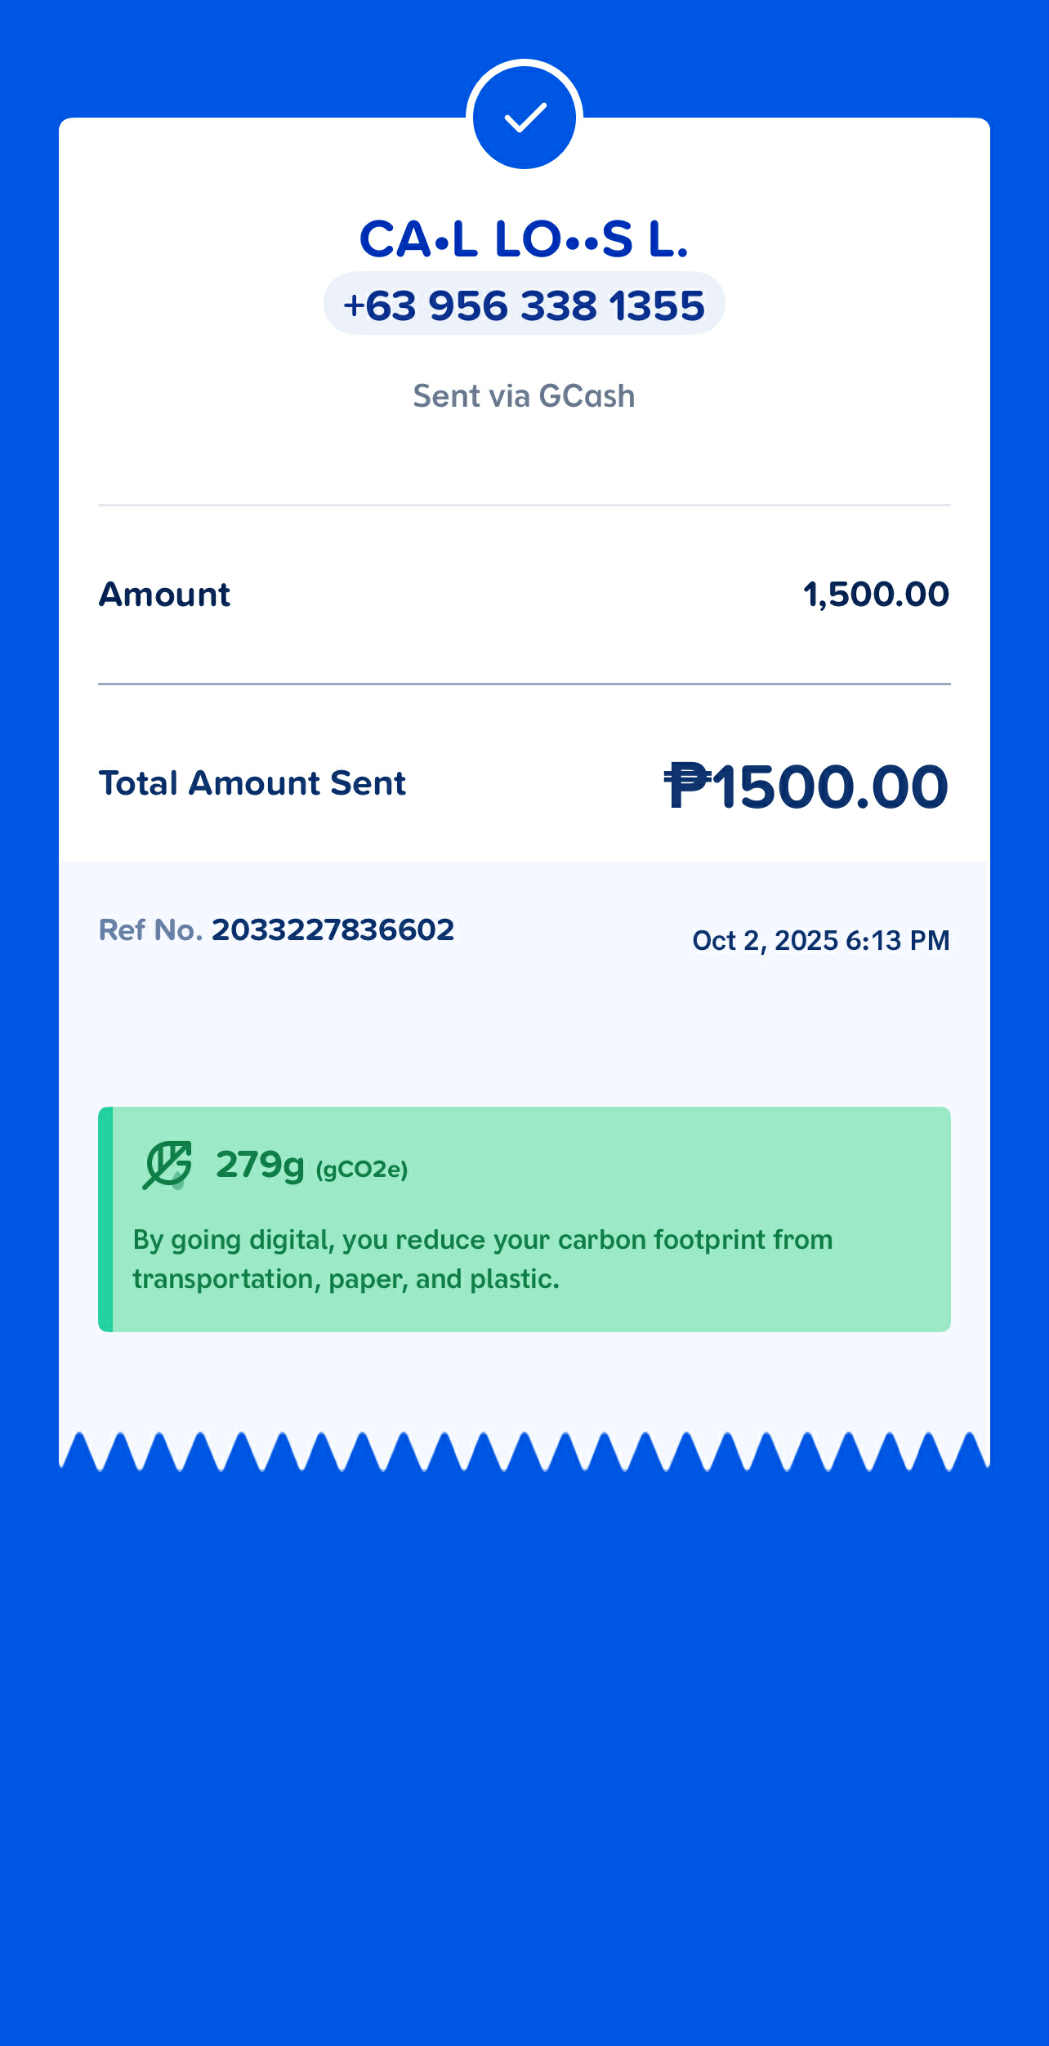 CA•L LO••S L.
+63 956 338 1355
Sent via GCash
Amount 1,500.00
Total Amount Sent ₱1500.00
Ref No. 2033227836602 Oct 2, 2025 6:13 PM
279g (gCO2e)
By going digital, you reduce your carbon footprint from
transportation, paper, and plastic.